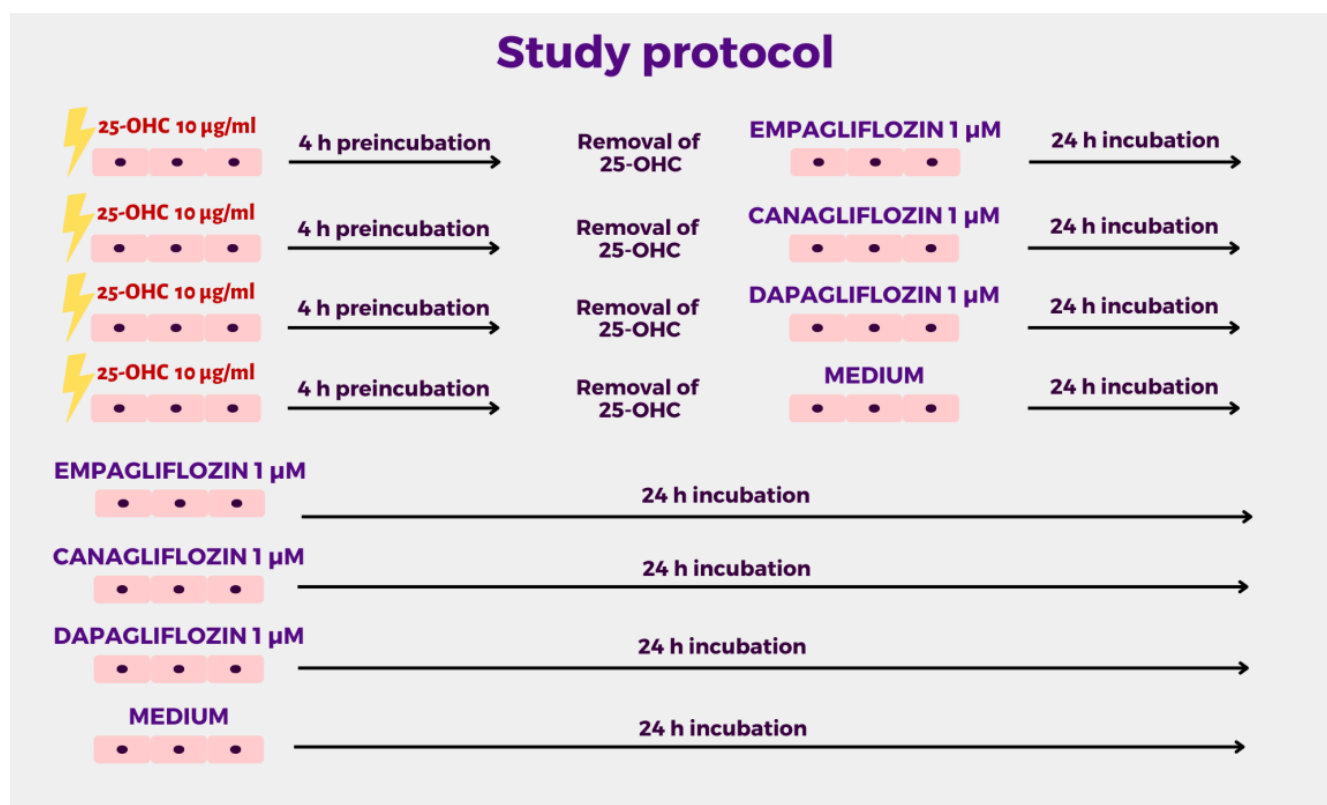 Study protocol
25-OHC 10 µg/ml
4 h preincubation
Removal of
25-OHC
EMPAGLIFLOZIN 1 µM
24 h incubation
25-OHC 10 µg/ml
4 h preincubation
Removal of
25-OHC
CANAGLIFLOZIN 1 µM
24 h incubation
25-OHC 10 µg/ml
4 h preincubation
Removal of
25-OHC
DAPAGLIFLOZIN 1 µM
24 h incubation
25-OHC 10 µg/ml
4 h preincubation
Removal of
25-OHC
MEDIUM
24 h incubation
EMPAGLIFLOZIN 1 µM
24 h incubation
CANAGLIFLOZIN 1 µM
24 h incubation
DAPAGLIFLOZIN 1 µM
24 h incubation
MEDIUM
24 h incubation